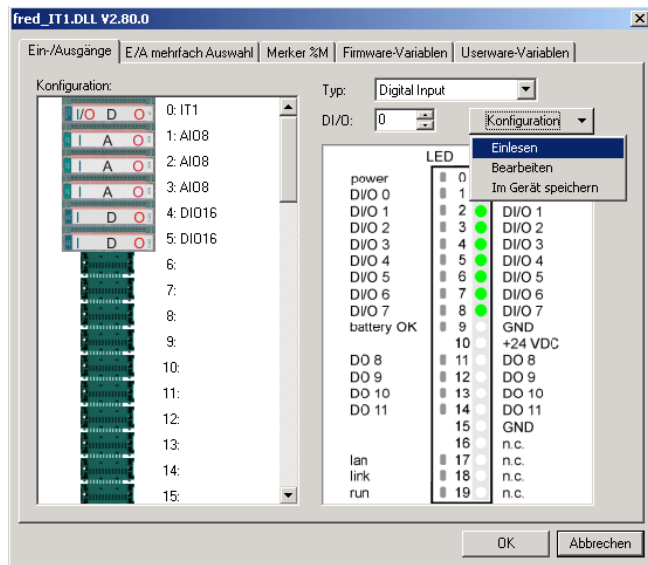 fred_IT1.DLL V2.80.0
Ein-/Ausgänge E/A mehrfach Auswahl Merker %M Firmware-Variablen Userware-Variablen
Konfiguration:
I/O D O 0: IT1
I A O 1: AIO8
I A O 2: AIO8
I A O 3: AIO8
I D O 4: DIO16
I D O 5: DIO16
6:
7:
8:
9:
10:
11:
12:
13:
14:
15:
Typ: Digital Input
DI/O: 0 Konfiguration
Einlesen
Bearbeiten
Im Gerät speichern
LED
power 0
DI/O 0 1
DI/O 1 2 DI/O 1
DI/O 2 3 DI/O 2
DI/O 3 4 DI/O 3
DI/O 4 5 DI/O 4
DI/O 5 6 DI/O 5
DI/O 6 7 DI/O 6
DI/O 7 8 DI/O 7
battery OK 9 GND
10 +24 VDC
DO 8 11 DO 8
DO 9 12 DO 9
DO 10 13 DO 10
DO 11 14 DO 11
15 GND
16 n.c.
lan 17 n.c.
link 18 n.c.
run 19 n.c.
OK Abbrechen